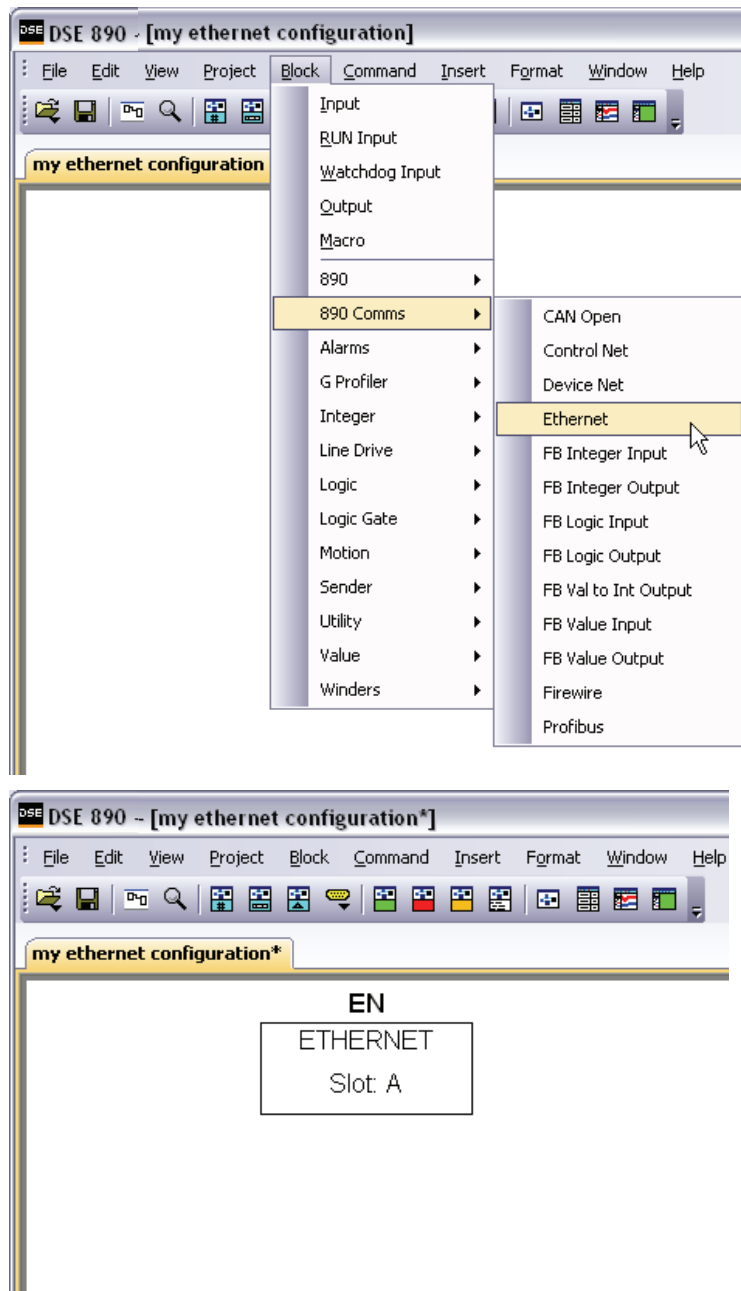 DSE DSE 890 - [my ethernet configuration]
File Edit View Project Block Command Insert Format Window Help
my ethernet configuration
Input
RUN Input
Watchdog Input
Output
Macro
890
890 Comms
Alarms
G Profiler
Integer
Line Drive
Logic
Logic Gate
Motion
Sender
Utility
Value
Winders
CAN Open
Control Net
Device Net
Ethernet
FB Integer Input
FB Integer Output
FB Logic Input
FB Logic Output
FB Val to Int Output
FB Value Input
FB Value Output
Firewire
Profibus
DSE DSE 890 - [my ethernet configuration*]
File Edit View Project Block Command Insert Format Window Help
my ethernet configuration*
EN
ETHERNET
Slot: A